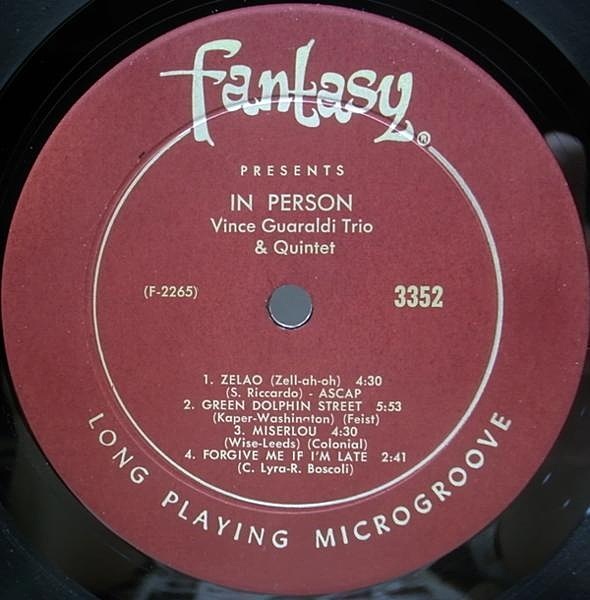 fantasy®
PRESENTS
IN PERSON
Vince Guaraldi Trio
& Quintet
(F-2265)
3352
1. ZELAO (Zell-ah-oh) 4:30
(S. Riccardo) - ASCAP
2. GREEN DOLPHIN STREET 5:53
(Kaper-Washington) (Feist)
3. MISERLOU 4:30
(Wise-Leeds) (Colonial)
4. FORGIVE ME IF I'M LATE 2:41
(C. Lyra-R. Boscoli)
LONG PLAYING MICROGROOVE